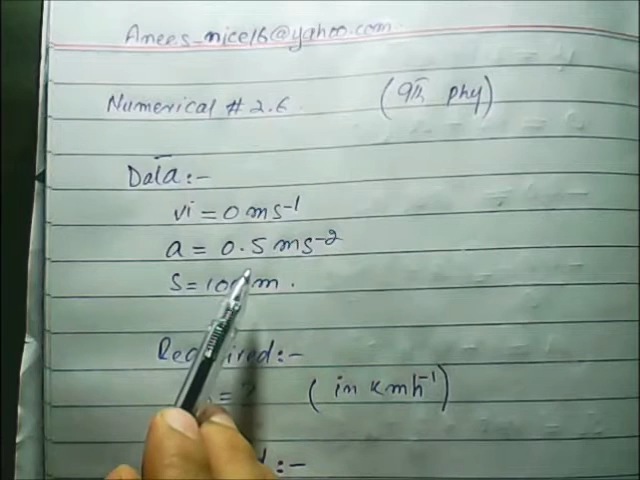 Anees_nice16@yahoo.com.
Numerical # 2.6. (9th phy)
Data:-
vi = 0 ms-1
a = 0.5 ms-2
S = 100 m.
Required:-
= ? (in Kmh-1)
:-